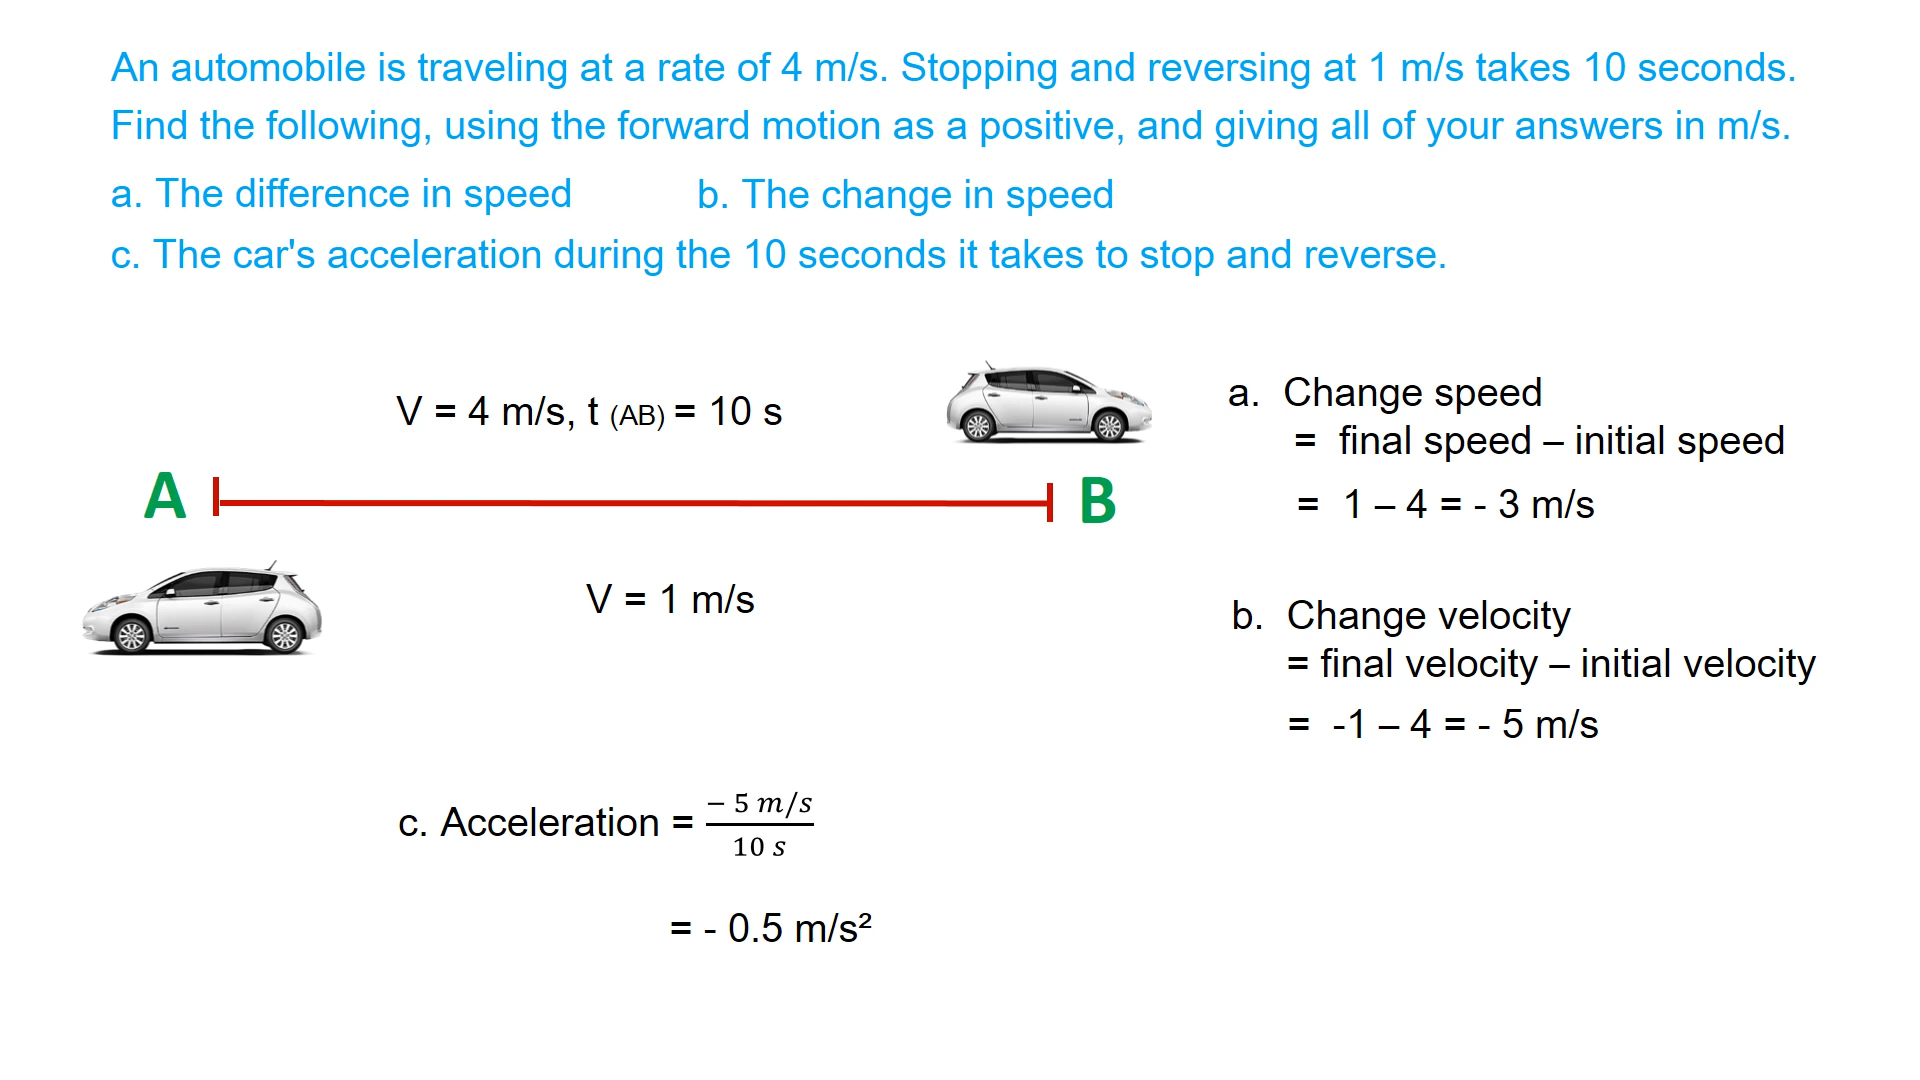 An automobile is traveling at a rate of 4 m/s. Stopping and reversing at 1 m/s takes 10 seconds.
Find the following, using the forward motion as a positive, and giving all of your answers in m/s.
a. The difference in speed b. The change in speed
c. The car's acceleration during the 10 seconds it takes to stop and reverse.
V = 4 m/s, t (AB) = 10 s
A B
V = 1 m/s
a. Change speed
= final speed – initial speed
= 1 – 4 = - 3 m/s
b. Change velocity
= final velocity – initial velocity
= -1 – 4 = - 5 m/s
c. Acceleration = − 5 m/s
10 s
= - 0.5 m/s²